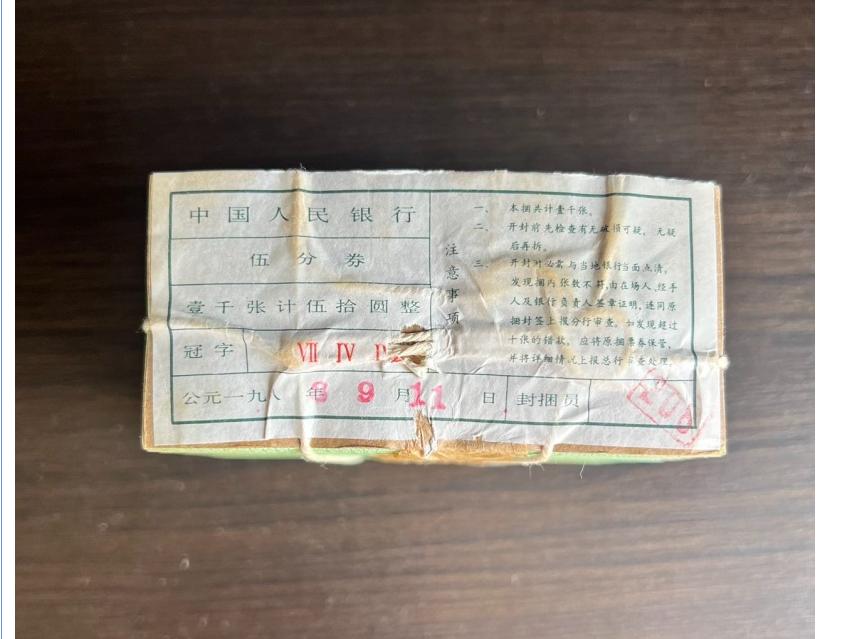 中国人民银行
伍分券
壹千张计伍拾圆整
冠字 VII IV
公元一九八8年9月11日 封捆员
注意事项
一、本捆共计壹千张。
二、开封前先检查有无破损可疑，无疑
后再拆。
三、开封时必需与当地银行当面点清。
发现捆内张数不符，由在场人、经手
人及银行负责人签章证明，连同原
捆封签上报分行审查。如发现超过
十张的错款，应将原捆票券保管，
并将详细情况上报总行审查处理。